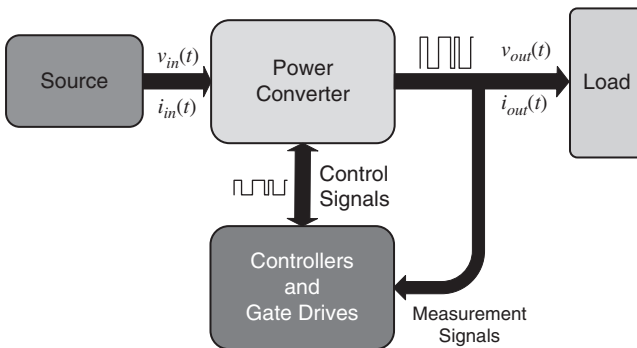 Source
v_in(t)
i_in(t)
Power
Converter
v_out(t)
i_out(t)
Load
Control
Signals
Controllers
and
Gate Drives
Measurement
Signals